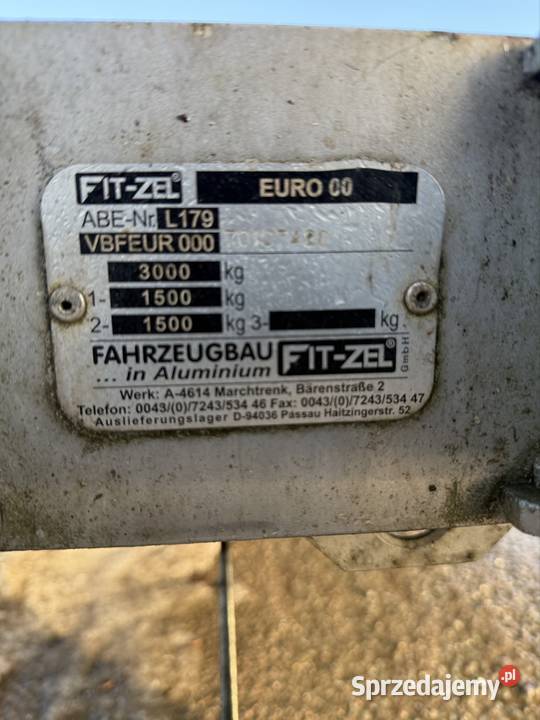 FIT-ZEL® EURO 00
ABE-Nr. L179
VBFEUR 000
3000 kg
1- 1500 kg
2- 1500 kg 3- kg
FAHRZEUGBAU FIT-ZEL® GmbH
... in Aluminium
Werk: A-4614 Marchtrenk, Bärenstraße 2
Telefon: 0043/(0)/7243/534 46 Fax: 0043/(0)/7243/534 47
Auslieferungslager D-94036 Passau Haitzingerstr. 52
Sprzedajemy.pl